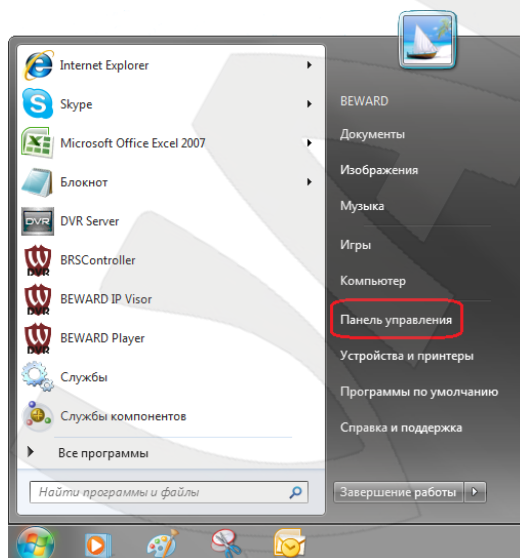 Internet Explorer
Skype
Microsoft Office Excel 2007
Блокнот
DVR Server
BRSController
BEWARD IP Visor
BEWARD Player
Службы
Службы компонентов
Все программы
Найти программы и файлы
BEWARD
Документы
Изображения
Музыка
Игры
Компьютер
Панель управления
Устройства и принтеры
Программы по умолчанию
Справка и поддержка
Завершение работы